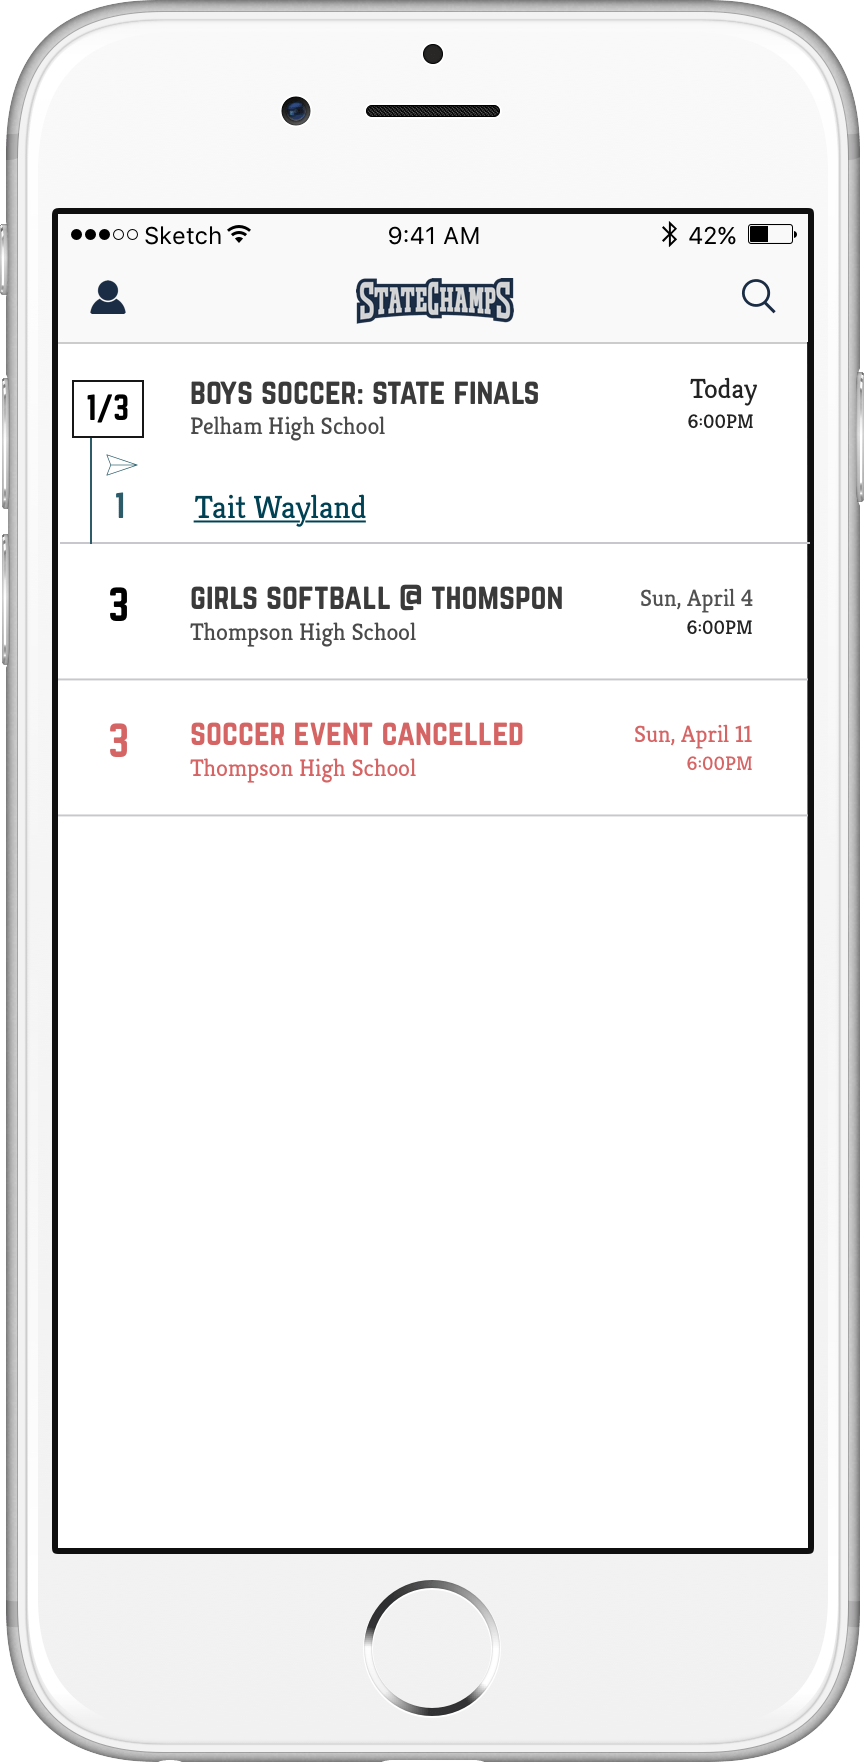 Sketch 9:41 AM 42%
STATECHAMPS
1/3 BOYS SOCCER: STATE FINALS Today
Pelham High School 6:00PM
1 Tait Wayland
3 GIRLS SOFTBALL @ THOMSPON Sun, April 4
Thompson High School 6:00PM
3 SOCCER EVENT CANCELLED Sun, April 11
Thompson High School 6:00PM